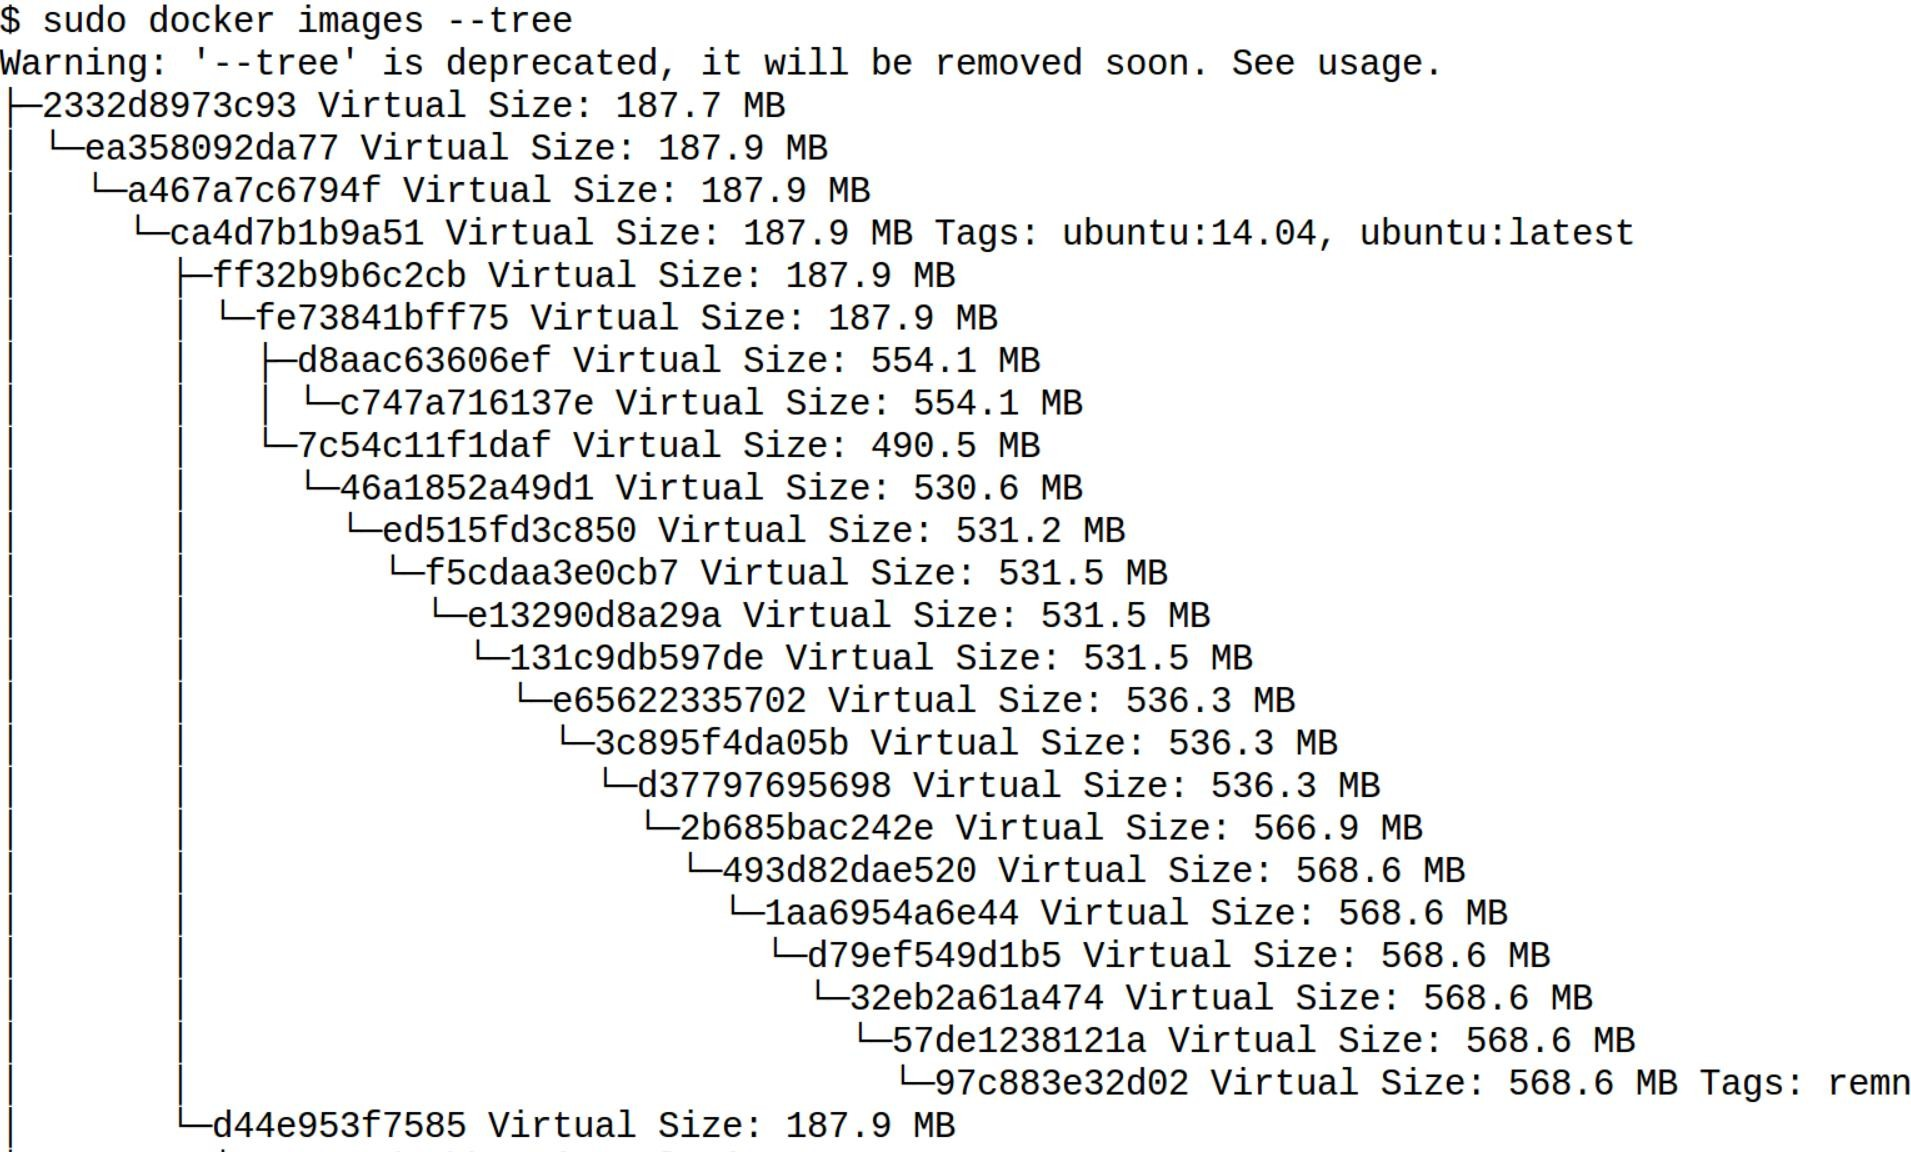 $ sudo docker images --tree
Warning: '--tree' is deprecated, it will be removed soon. See usage.
├─2332d8973c93 Virtual Size: 187.7 MB
│ └─ea358092da77 Virtual Size: 187.9 MB
│   └─a467a7c6794f Virtual Size: 187.9 MB
│     └─ca4d7b1b9a51 Virtual Size: 187.9 MB Tags: ubuntu:14.04, ubuntu:latest
│       ├─ff32b9b6c2cb Virtual Size: 187.9 MB
│       │ └─fe73841bff75 Virtual Size: 187.9 MB
│       │   ├─d8aac63606ef Virtual Size: 554.1 MB
│       │   │ └─c747a716137e Virtual Size: 554.1 MB
│       │   └─7c54c11f1daf Virtual Size: 490.5 MB
│       │     └─46a1852a49d1 Virtual Size: 530.6 MB
│       │       └─ed515fd3c850 Virtual Size: 531.2 MB
│       │         └─f5cdaa3e0cb7 Virtual Size: 531.5 MB
│       │           └─e13290d8a29a Virtual Size: 531.5 MB
│       │             └─131c9db597de Virtual Size: 531.5 MB
│       │               └─e65622335702 Virtual Size: 536.3 MB
│       │                 └─3c895f4da05b Virtual Size: 536.3 MB
│       │                   └─d37797695698 Virtual Size: 536.3 MB
│       │                     └─2b685bac242e Virtual Size: 566.9 MB
│       │                       └─493d82dae520 Virtual Size: 568.6 MB
│       │                         └─1aa6954a6e44 Virtual Size: 568.6 MB
│       │                           └─d79ef549d1b5 Virtual Size: 568.6 MB
│       │                             └─32eb2a61a474 Virtual Size: 568.6 MB
│       │                               └─57de1238121a Virtual Size: 568.6 MB
│       │                                 └─97c883e32d02 Virtual Size: 568.6 MB Tags: remn
│       └─d44e953f7585 Virtual Size: 187.9 MB